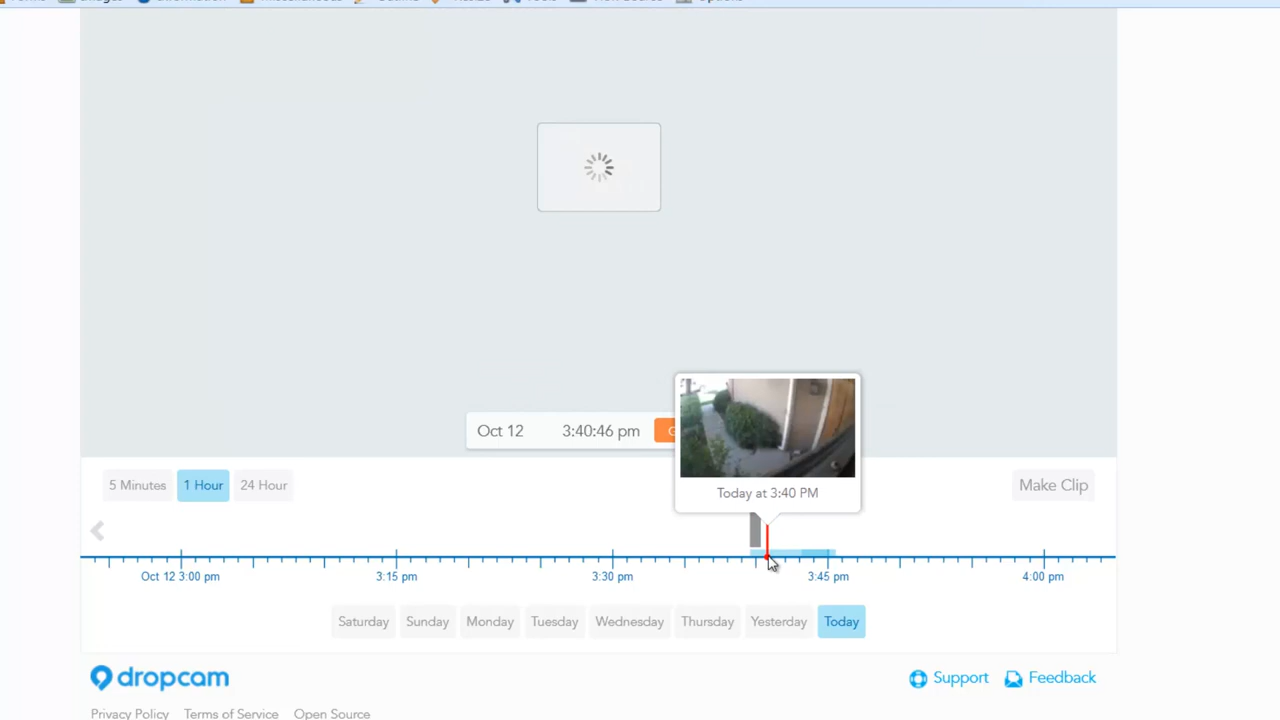 Information
Oct 12 3:40:46 pm
Today at 3:40 PM
5 Minutes 1 Hour 24 Hour Make Clip
Oct 12 3:00 pm 3:15 pm 3:30 pm 3:45 pm 4:00 pm
Saturday Sunday Monday Tuesday Wednesday Thursday Yesterday Today
dropcam Support Feedback
Privacy Policy Terms of Service Open Source